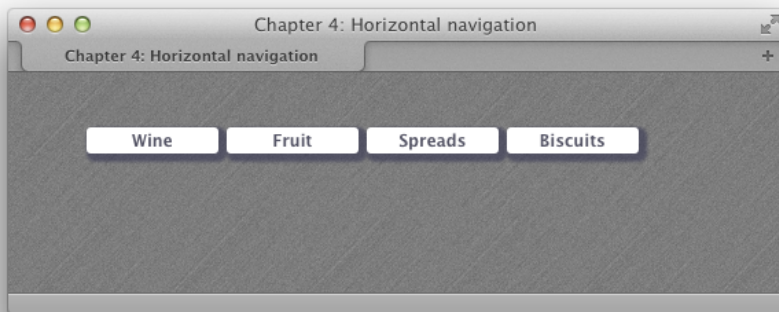 Chapter 4: Horizontal navigation
Chapter 4: Horizontal navigation
Wine Fruit Spreads Biscuits